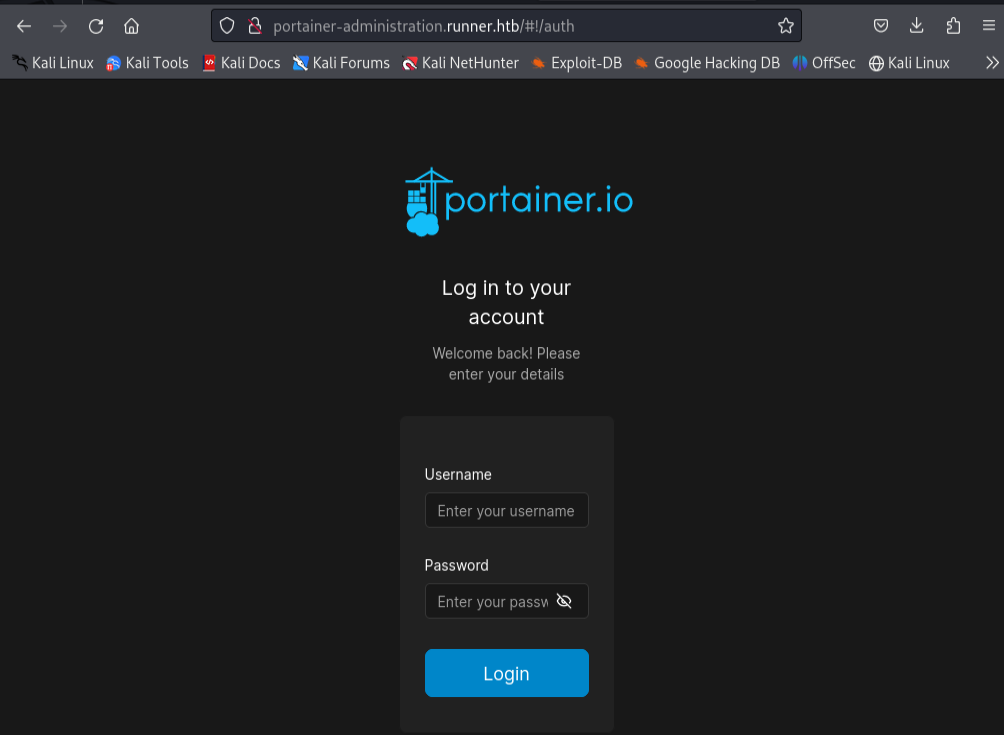 portainer-administration.runner.htb/#!/auth
Kali Linux Kali Tools Kali Docs Kali Forums Kali NetHunter Exploit-DB Google Hacking DB OffSec Kali Linux
portainer.io
Log in to your
account
Welcome back! Please
enter your details
Username
Enter your username
Password
Enter your passw
Login